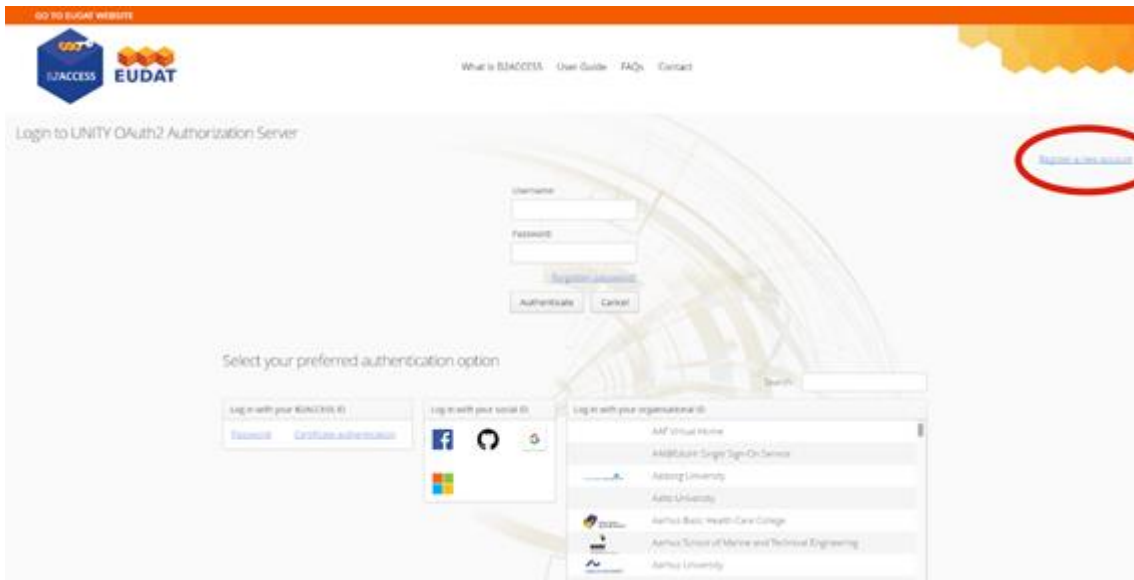 GO TO EUDAT WEBSITE
B2ACCESS
EUDAT
What is B2ACCESS User Guide FAQs Contact
Login to UNITY OAuth2 Authorization Server
Register a new account
Username:
Password:
Forgotten password
Authenticate Cancel
Select your preferred authentication option
Search:
Log in with your B2ACCESS ID
Log in with your social ID
Log in with your organisational ID
Password Certificate authentication
AAF Virtual Home
Single Sign-On Service
Aalborg University
Aalto University
Aarhus Basic Health Care College
Aarhus School of Marine and Technical Engineering
Aarhus University